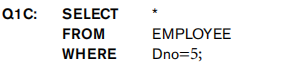 Q1C: SELECT *
FROM EMPLOYEE
WHERE Dno=5;